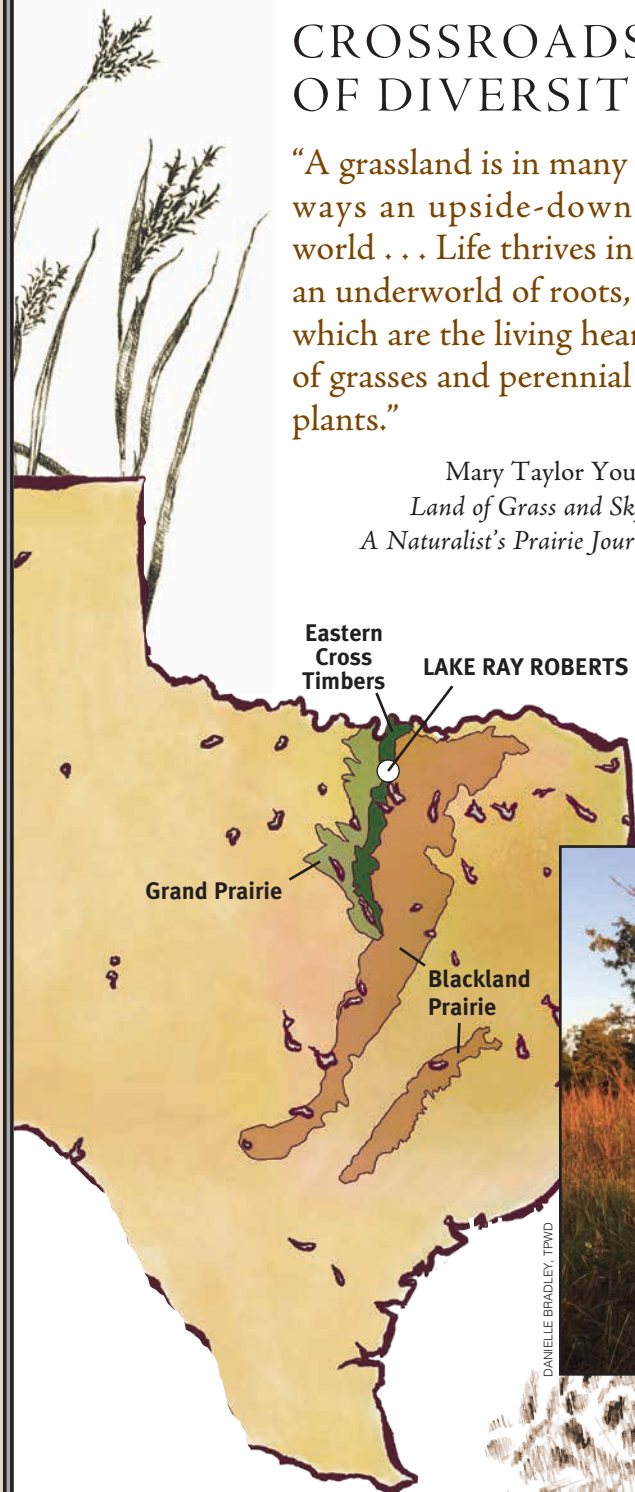 CROSSROADS
OF DIVERSIT
“A grassland is in many
ways an upside-down
world . . . Life thrives in
an underworld of roots,
which are the living hear
of grasses and perennial
plants.”
Mary Taylor You
Land of Grass and Sk
A Naturalist’s Prairie Jour
Eastern
Cross
Timbers
LAKE RAY ROBERTS
Grand Prairie
Blackland
Prairie
DANIELLE BRADLEY, TPWD